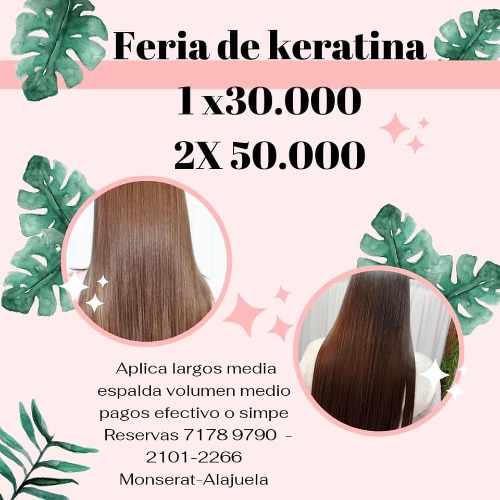 Feria de keratina
1 x30.000
2X 50.000
Aplica largos media
espalda volumen medio
pagos efectivo o simpe
Reservas 7178 9790 -
2101-2266
Monserat-Alajuela